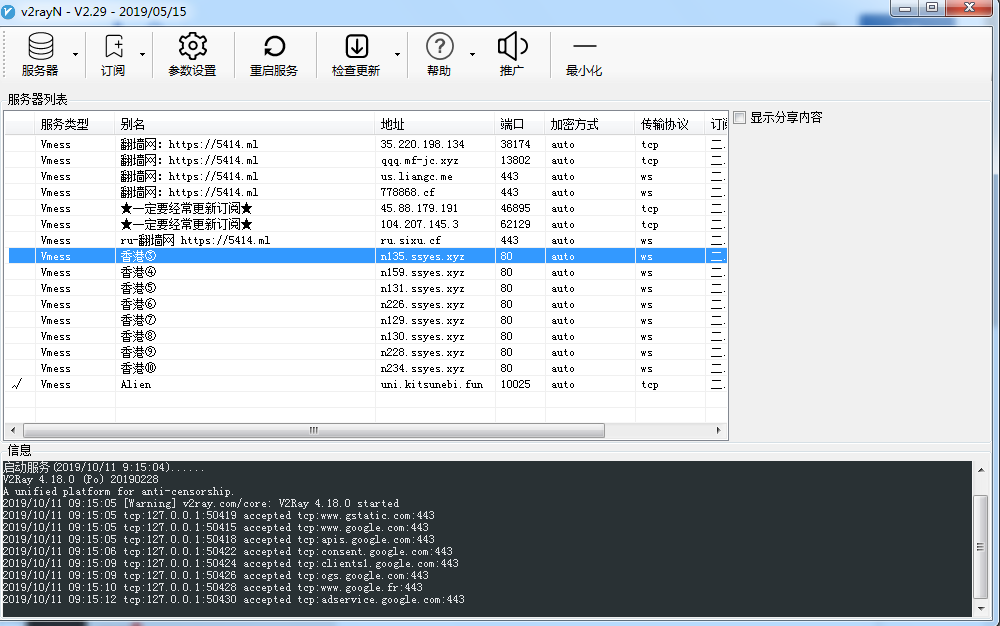 v2rayN - V2.29 - 2019/05/15
服务器 订阅 参数设置 重启服务 检查更新 帮助 推广 最小化
服务器列表
显示分享内容
服务类型 别名 地址 端口 加密方式 传输协议
Vmess 翻墙网: https://5414.ml 35.220.198.134 38174 auto tcp 二.
Vmess 翻墙网: https://5414.ml qqq.mf-jc.xyz 13802 auto tcp 二.
Vmess 翻墙网: https://5414.ml us.liangc.me 443 auto ws 二.
Vmess 翻墙网: https://5414.ml 778868.cf 443 auto ws 二.
Vmess ★一定要经常更新订阅★ 45.88.179.191 46895 auto tcp 二.
Vmess ★一定要经常更新订阅★ 104.207.145.3 62129 auto tcp 二.
Vmess ru-翻墙网 https://5414.ml ru.sixu.cf 443 auto ws 二.
Vmess 香港③ n135.ssyes.xyz 80 auto ws 二.
Vmess 香港④ n159.ssyes.xyz 80 auto ws 二.
Vmess 香港⑤ n131.ssyes.xyz 80 auto ws 二.
Vmess 香港⑥ n226.ssyes.xyz 80 auto ws 二.
Vmess 香港⑦ n129.ssyes.xyz 80 auto ws 二.
Vmess 香港⑧ n130.ssyes.xyz 80 auto ws 二.
Vmess 香港⑨ n228.ssyes.xyz 80 auto ws 二.
Vmess 香港⑩ n234.ssyes.xyz 80 auto ws 二.
√ Vmess Alien uni.kitsunebi.fun 10025 auto tcp 二.
信息
启动服务(2019/10/11 9:15:04)......
V2Ray 4.18.0 (Po) 20190228
A unified platform for anti-censorship.
2019/10/11 09:15:05 [Warning] v2ray.com/core: V2Ray 4.18.0 started
2019/10/11 09:15:05 tcp:127.0.0.1:50419 accepted tcp:www.gstatic.com:443
2019/10/11 09:15:05 tcp:127.0.0.1:50415 accepted tcp:www.google.com:443
2019/10/11 09:15:05 tcp:127.0.0.1:50418 accepted tcp:apis.google.com:443
2019/10/11 09:15:06 tcp:127.0.0.1:50422 accepted tcp:consent.google.com:443
2019/10/11 09:15:09 tcp:127.0.0.1:50424 accepted tcp:clients1.google.com:443
2019/10/11 09:15:09 tcp:127.0.0.1:50426 accepted tcp:ogs.google.com:443
2019/10/11 09:15:10 tcp:127.0.0.1:50428 accepted tcp:www.google.fr:443
2019/10/11 09:15:12 tcp:127.0.0.1:50430 accepted tcp:adservice.google.com:443